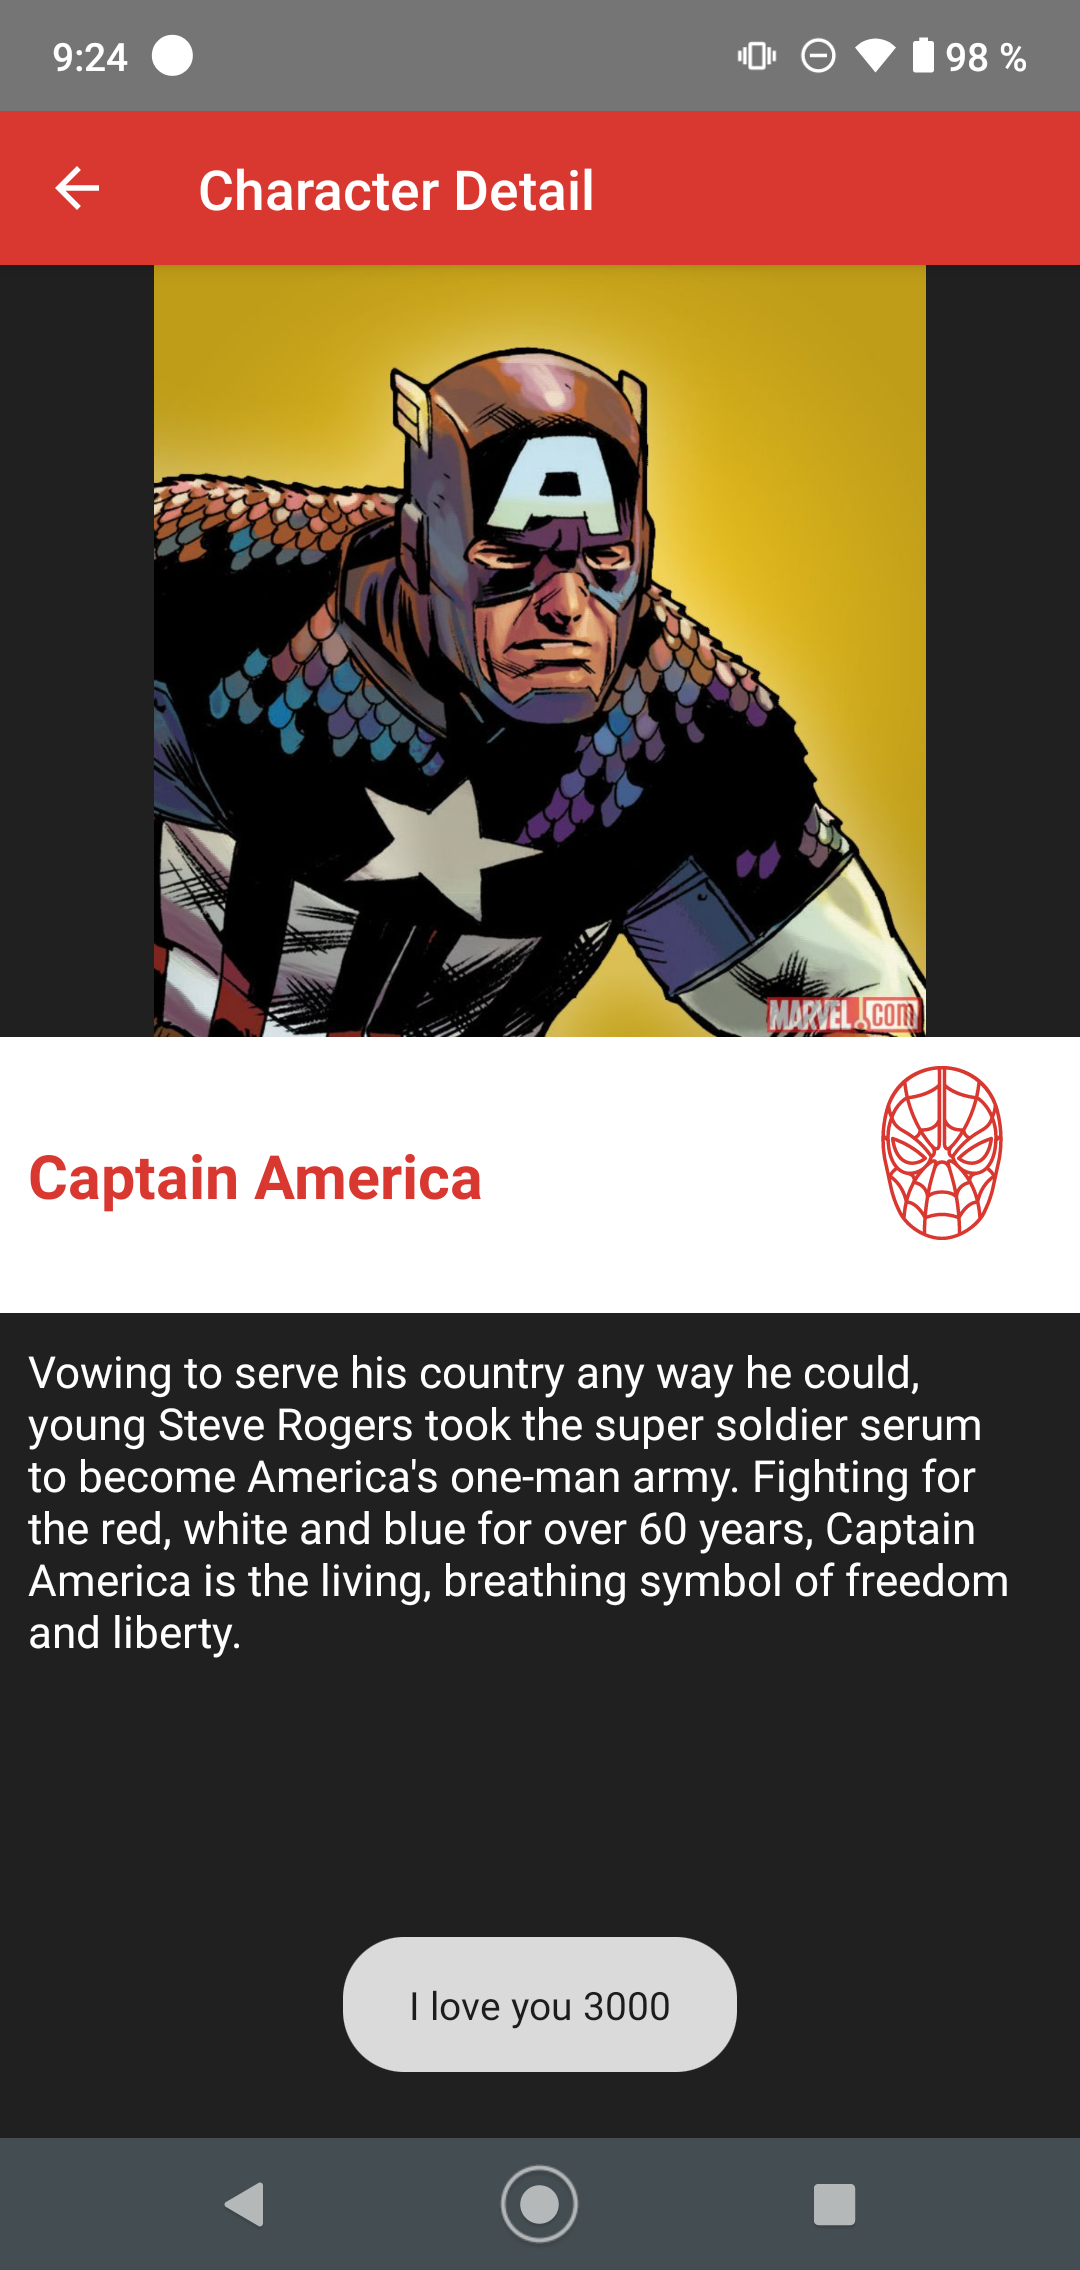 9:24
98 %
Character Detail
A
MARVEL.com
Captain America
Vowing to serve his country any way he could,
young Steve Rogers took the super soldier serum
to become America's one-man army. Fighting for
the red, white and blue for over 60 years, Captain
America is the living, breathing symbol of freedom
and liberty.
I love you 3000